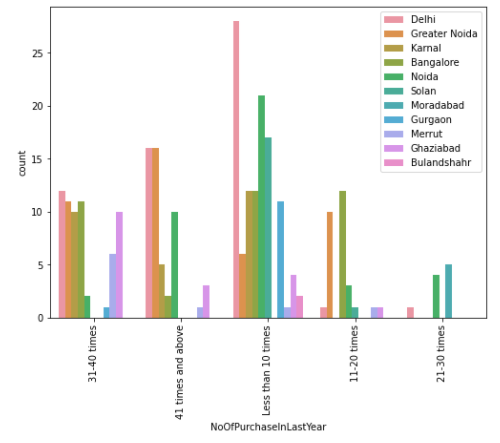 Delhi
Greater Noida
Karnal
Bangalore
Noida
Solan
Moradabad
Gurgaon
Merrut
Ghaziabad
Bulandshahr
count
25
20
15
10
5
0
31-40 times
41 times and above
Less than 10 times
11-20 times
21-30 times
NoOfPurchaseInLastYear